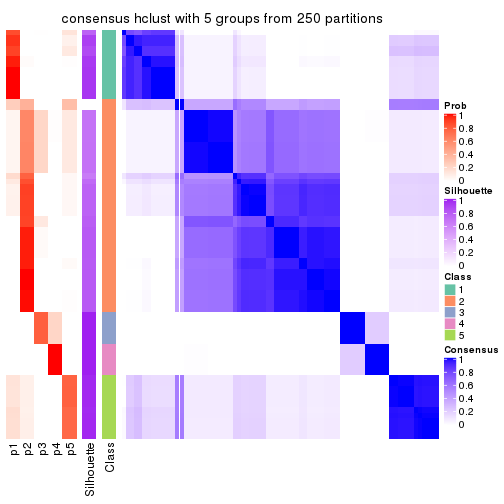 consensus hclust with 5 groups from 250 partitions
Prob
1
0.8
0.6
0.4
0.2
0
Silhouette
1
0.8
0.6
0.4
0.2
0
Class
1
2
3
4
5
Consensus
1
0.8
0.6
0.4
0.2
0
p1
p2
p3
p4
p5
Silhouette
Class